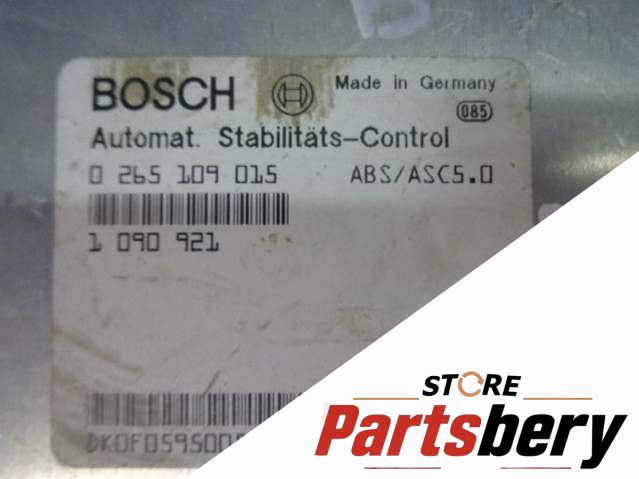 BOSCH Made in Germany
085
Automat. Stabilitäts-Control
0 265 109 015 ABS/ASC5.0
1 090 921
STORE
Partsbery